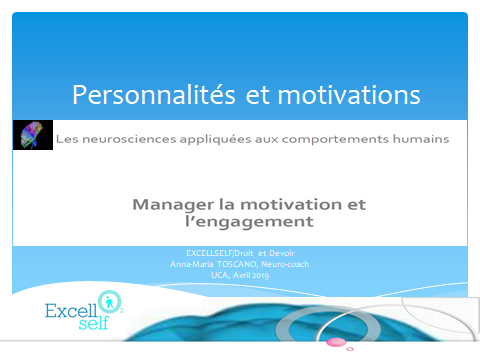 Personnalités et motivations
Les neurosciences appliquées aux comportements humains
Manager la motivation et
l'engagement
EXCELLSELF/Droit et Devoir
Anna-Maria TOSCANO, Neuro-coach
UCA, Avril 2019
Excell
self
2